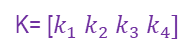 K= [k₁ k₂ k₃ k₄]